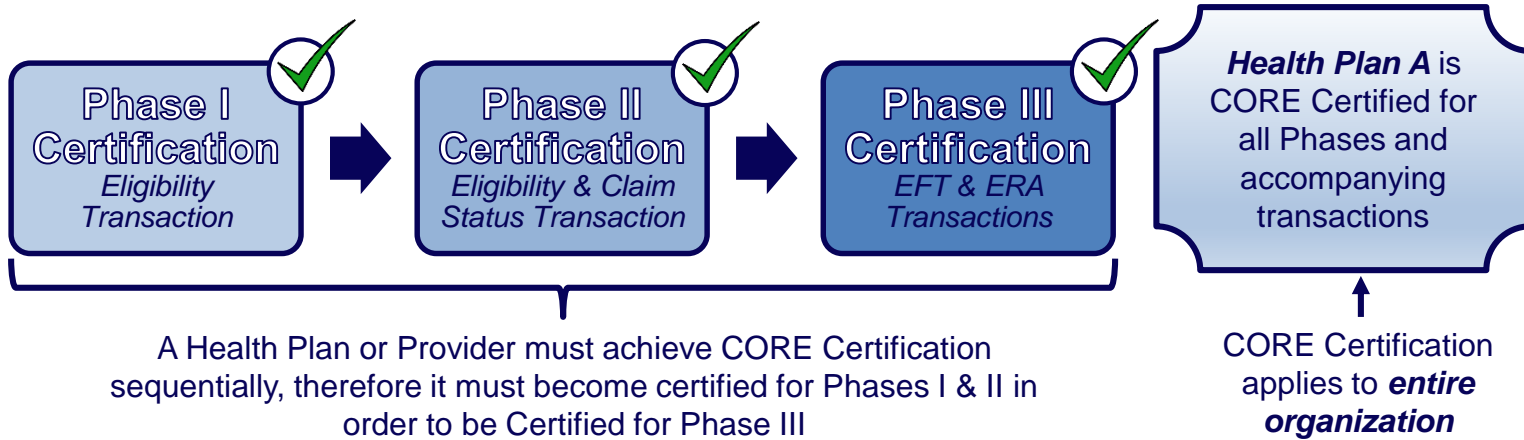 Phase I
Certification
Eligibility
Transaction
Phase II
Certification
Eligibility & Claim
Status Transaction
Phase III
Certification
EFT & ERA
Transactions
Health Plan A is
CORE Certified for
all Phases and
accompanying
transactions
A Health Plan or Provider must achieve CORE Certification
sequentially, therefore it must become certified for Phases I & II in
order to be Certified for Phase III
CORE Certification
applies to entire
organization